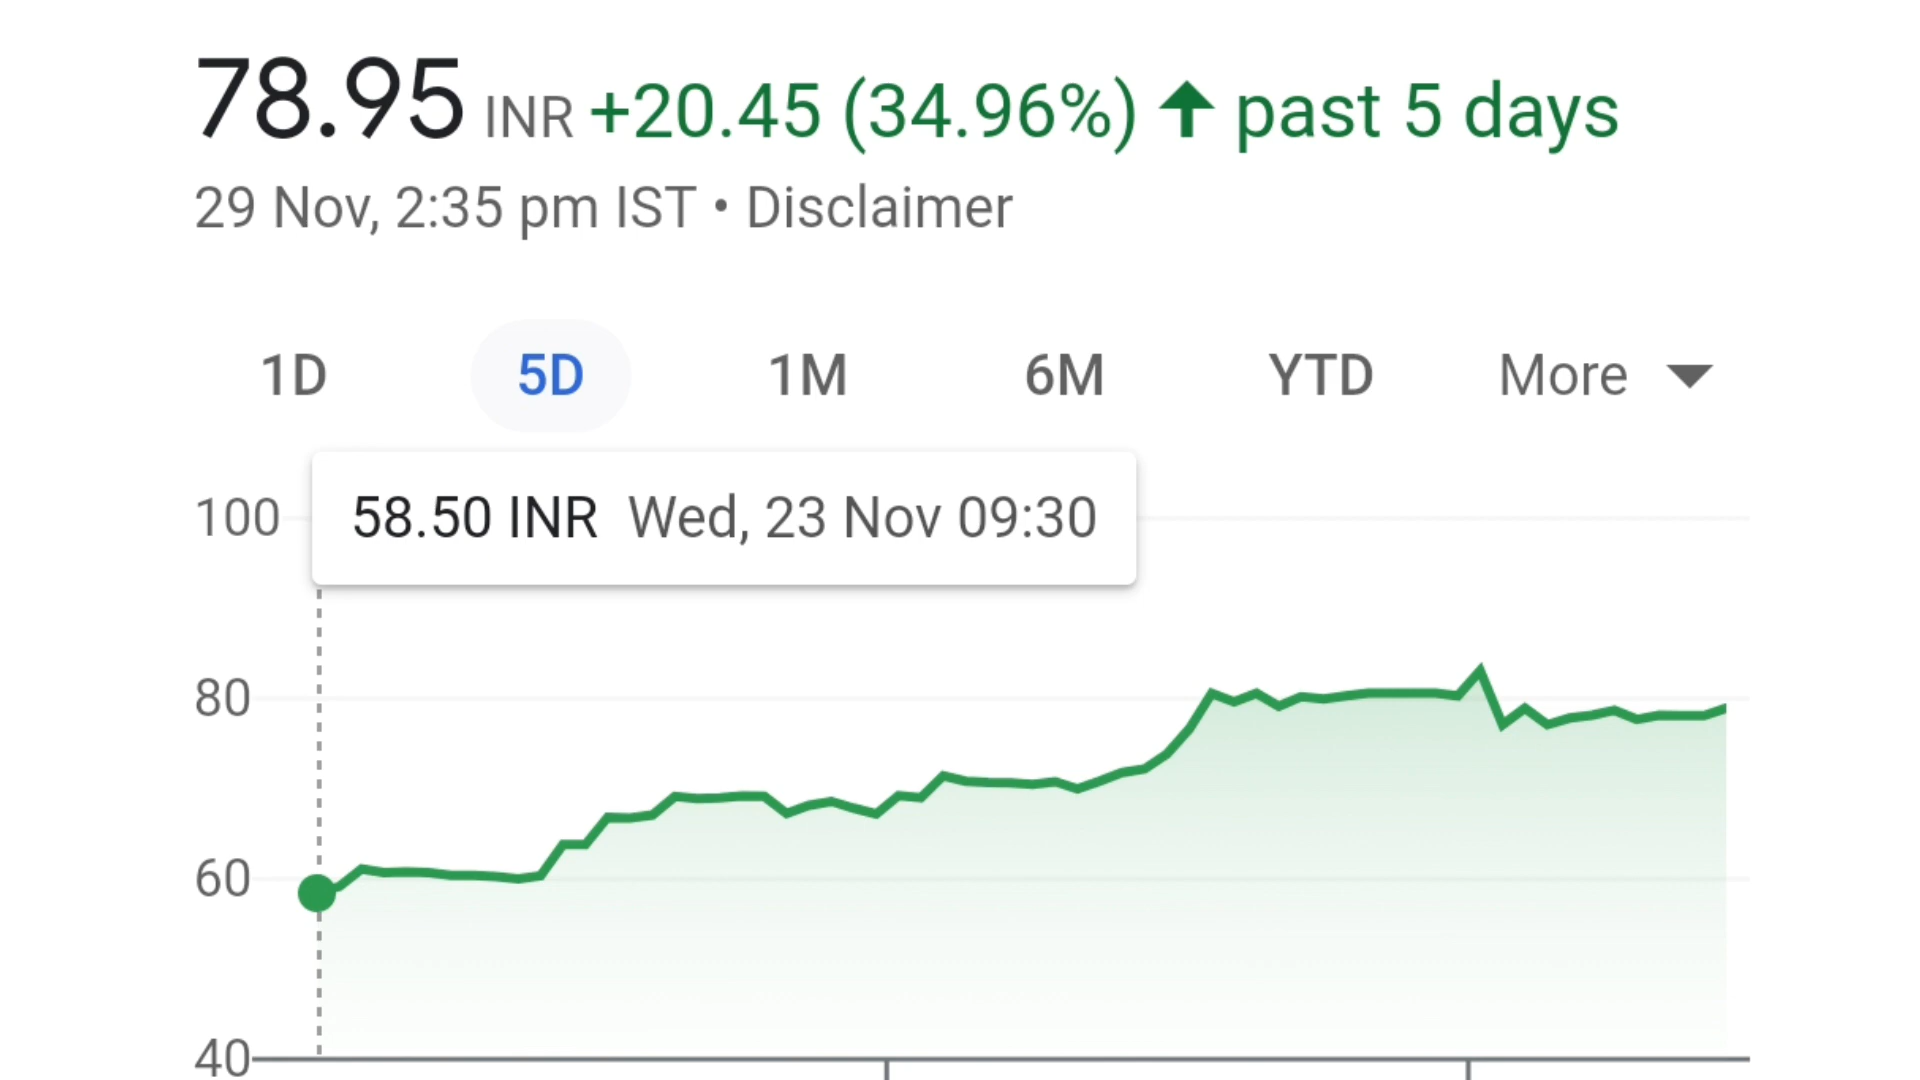 78.95 INR +20.45 (34.96%) ↑ past 5 days
29 Nov, 2:35 pm IST • Disclaimer
1D 5D 1M 6M YTD More
100
58.50 INR Wed, 23 Nov 09:30
80
60
40